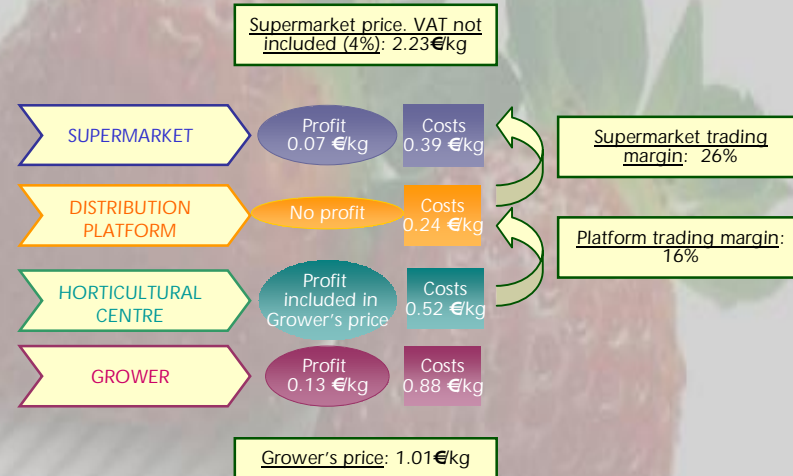 Supermarket price. VAT not
included (4%): 2.23€/kg
SUPERMARKET
Profit
0.07 €/kg
Costs
0.39 €/kg
Supermarket trading
margin:  26%
DISTRIBUTION
PLATFORM
No profit
Costs
0.24 €/kg
Platform trading margin:
16%
HORTICULTURAL
CENTRE
Profit
included in
Grower's price
Costs
0.52 €/kg
GROWER
Profit
0.13 €/kg
Costs
0.88 €/kg
Grower's price: 1.01€/kg